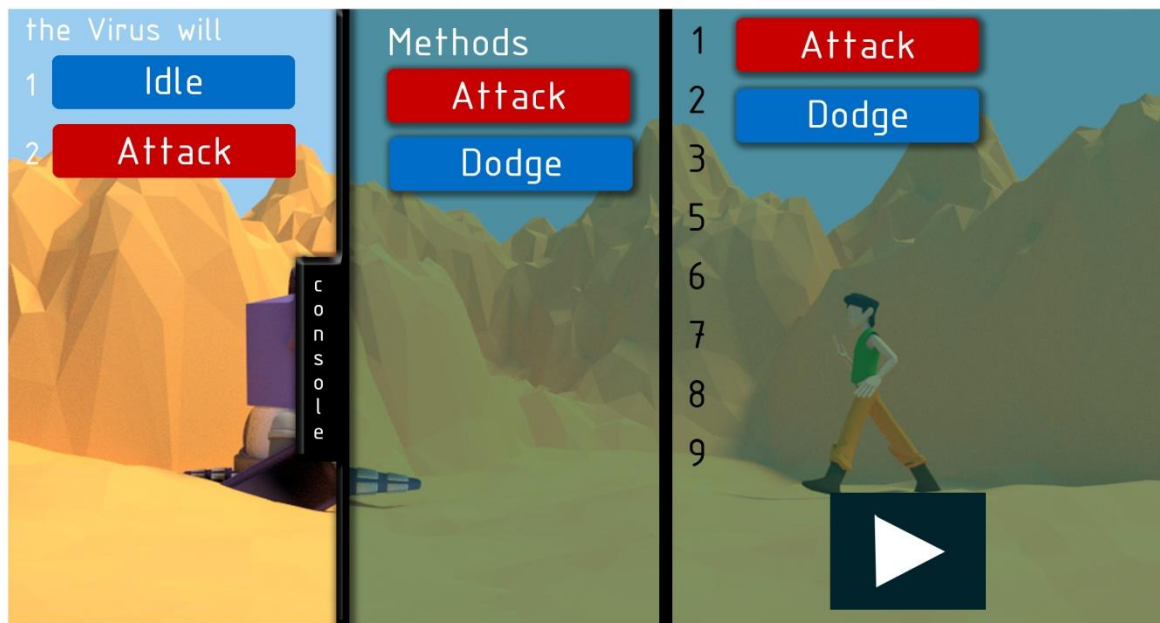 the Virus will
1 Idle
2 Attack
console
Methods
Attack
Dodge
1 Attack
2 Dodge
3
5
6
7
8
9